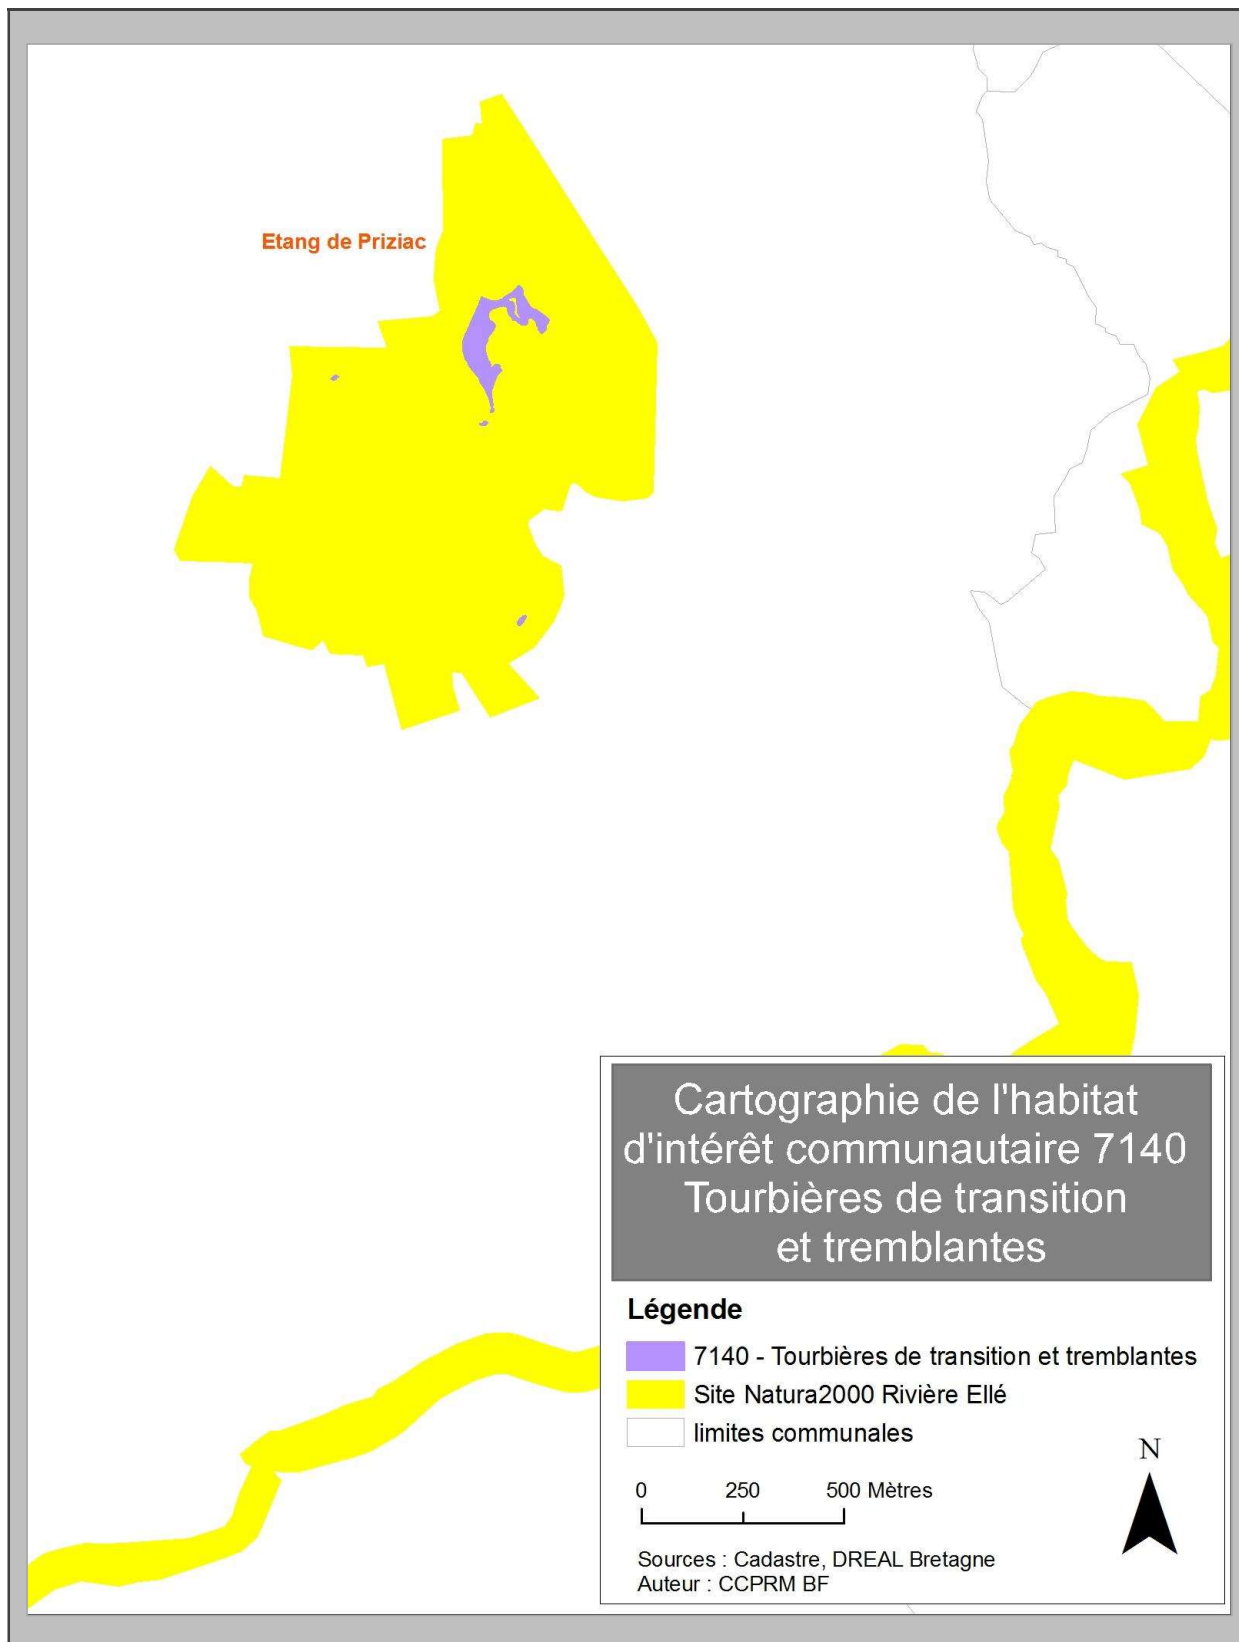 Etang de Priziac
Cartographie de l'habitat
d'intérêt communautaire 7140
Tourbières de transition
et tremblantes
Légende
7140 - Tourbières de transition et tremblantes
Site Natura2000 Rivière Ellé
limites communales
N
0 250 500 Mètres
Sources : Cadastre, DREAL Bretagne
Auteur : CCPRM BF